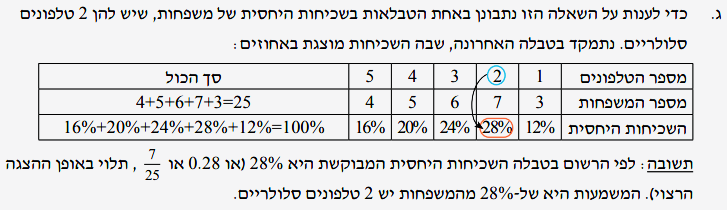 ג. כדי לענות על השאלה הזו נתבונן באחת הטבלאות בשכיחות היחסית של משפחות, שיש להן 2 טלפונים
סלולריים. נתמקד בטבלה האחרונה, שבה השכיחות מוצגת באחוזים:
מספר הטלפונים 1 2 3 4 5 סך הכול
מספר המשפחות 3 7 6 5 4 4+5+6+7+3=25
השכיחות היחסית 12% 28% 24% 20% 16% 16%+20%+24%+28%+12%=100%
תשובה: לפי הרשום בטבלה השכיחות היחסית המבוקשת היא 28% (או 0.28 או 7/25, תלוי באופן ההצגה
הרצוי). המשמעות היא של-28% מהמשפחות יש 2 טלפונים סלולריים.